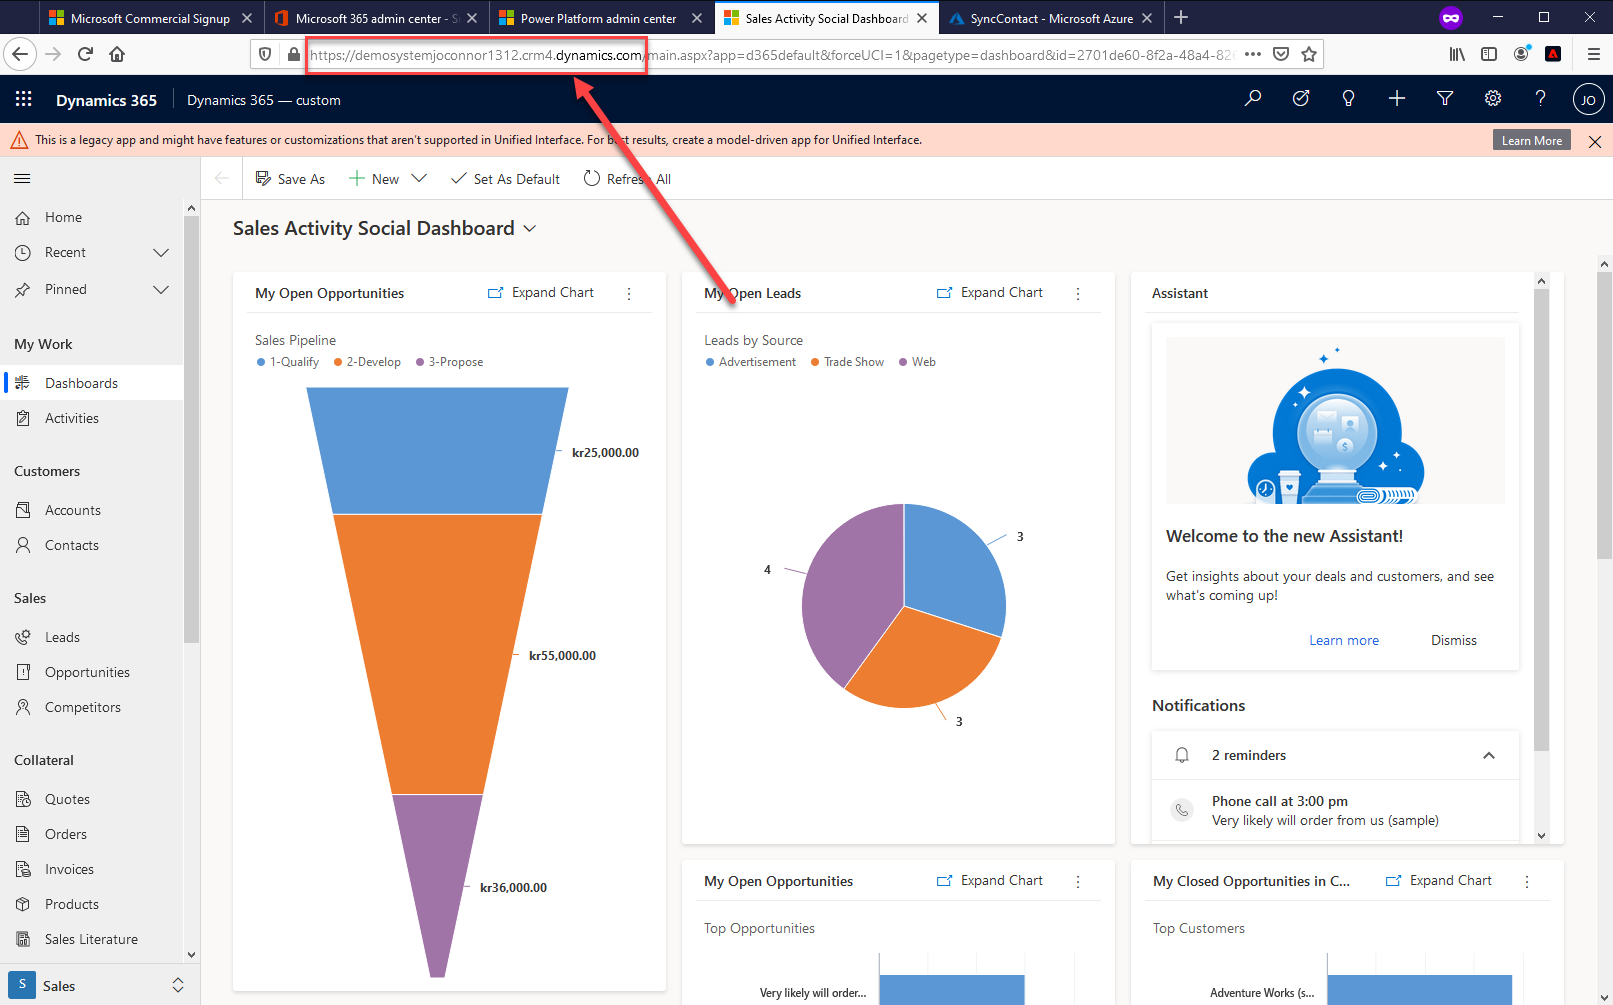 Microsoft Commercial Signup
Microsoft 365 admin center - S
Power Platform admin center
Sales Activity Social Dashboard
SyncContact - Microsoft Azure
https://demosystemjoconnor1312.crm4.dynamics.com/main.aspx?app=d365default&forceUCI=1&pagetype=dashboard&id=2701de60-8f2a-48a4-82
Dynamics 365
Dynamics 365 — custom
JO
This is a legacy app and might have features or customizations that aren't supported in Unified Interface. For best results, create a model-driven app for Unified Interface.
Learn More
Save As
New
Set As Default
Refresh All
Home
Recent
Pinned
My Work
Dashboards
Activities
Customers
Accounts
Contacts
Sales
Leads
Opportunities
Competitors
Collateral
Quotes
Orders
Invoices
Products
Sales Literature
S
Sales
Sales Activity Social Dashboard
My Open Opportunities
Expand Chart
Sales Pipeline
1-Qualify
2-Develop
3-Propose
kr25,000.00
kr55,000.00
kr36,000.00
My Open Leads
Expand Chart
Leads by Source
Advertisement
Trade Show
Web
3
4
3
Assistant
Welcome to the new Assistant!
Get insights about your deals and customers, and see
what's coming up!
Learn more
Dismiss
Notifications
2 reminders
Phone call at 3:00 pm
Very likely will order from us (sample)
My Open Opportunities
Expand Chart
Top Opportunities
Very likely will order...
My Closed Opportunities in C...
Expand Chart
Top Customers
Adventure Works (s...